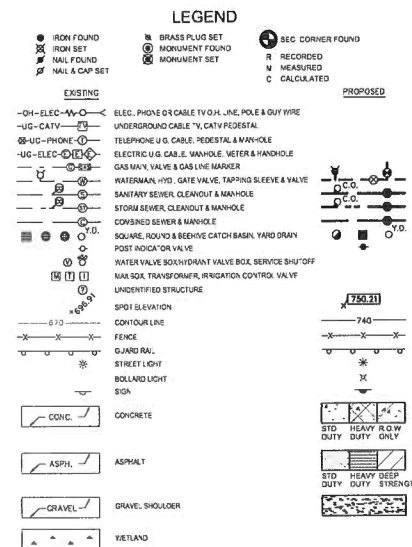 LEGEND
IRON FOUND
IRON SET
NAIL FOUND
NAIL & CAP SET
BRASS PLUG SET
MONUMENT FOUND
MONUMENT SET
SEC. CORNER FOUND
R RECORDED
M MEASURED
C CALCULATED
EXISTING
PROPOSED
-OH-ELEC- ELEC., PHONE OR CABLE TV O.H. LINE, POLE & GUY WIRE
-UG-CATV- TV UNDERGROUND CABLE TV, CATV PEDESTAL
-UG-PHONE- T TELEPHONE U.G. CABLE, PEDESTAL & MANHOLE
-UG-ELEC- E E E ELECTRIC U.G. CABLE, MANHOLE, METER & HANDHOLE
GAS MAIN, VALVE & GAS LINE MARKER
WATERMAIN, HYD., GATE VALVE, TAPPING SLEEVE & VALVE
S SANITARY SEWER, CLEANOUT & MANHOLE C.O.
ST STORM SEWER, CLEANOUT & MANHOLE C.O.
C COMBINED SEWER & MANHOLE
Y.D. SQUARE, ROUND & BEEHIVE CATCH BASIN, YARD DRAIN Y.D.
POST INDICATOR VALVE
WATER VALVE BOX/HYDRANT VALVE BOX, SERVICE SHUTOFF
M T I MAILBOX, TRANSFORMER, IRRIGATION CONTROL VALVE
? UNIDENTIFIED STRUCTURE
x 695.91 SPOT ELEVATION x 750.21
670 CONTOUR LINE 740
FENCE
GUARD RAIL
STREET LIGHT
BOLLARD LIGHT
SIGN
CONC. CONCRETE
STD DUTY HEAVY DUTY R.O.W ONLY
ASPH. ASPHALT
STD DUTY HEAVY DUTY DEEP STRENGT
GRAVEL GRAVEL SHOULDER
WETLAND